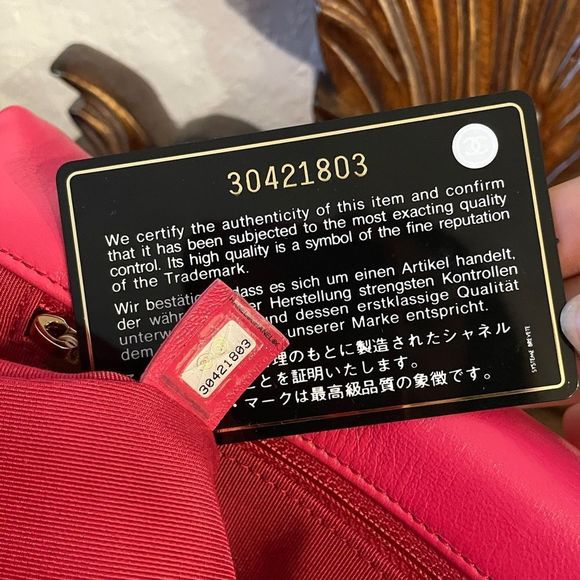 30421803
We certify the authenticity of this item and confirm
that it has been subjected to the most exacting quality
control. Its high quality is a symbol of the fine reputation
of the Trademark.
Wir dass es sich um einen Artikel handelt,
der Herstellung strengsten Kontrollen
und dessen erstklassige Qualität
dem unserer Marke entspricht.
理のもとに製造されたシャネル
ことを証明いたします。
マークは最高級品質の象徴です。
SYSTEME BREVETE
30421803